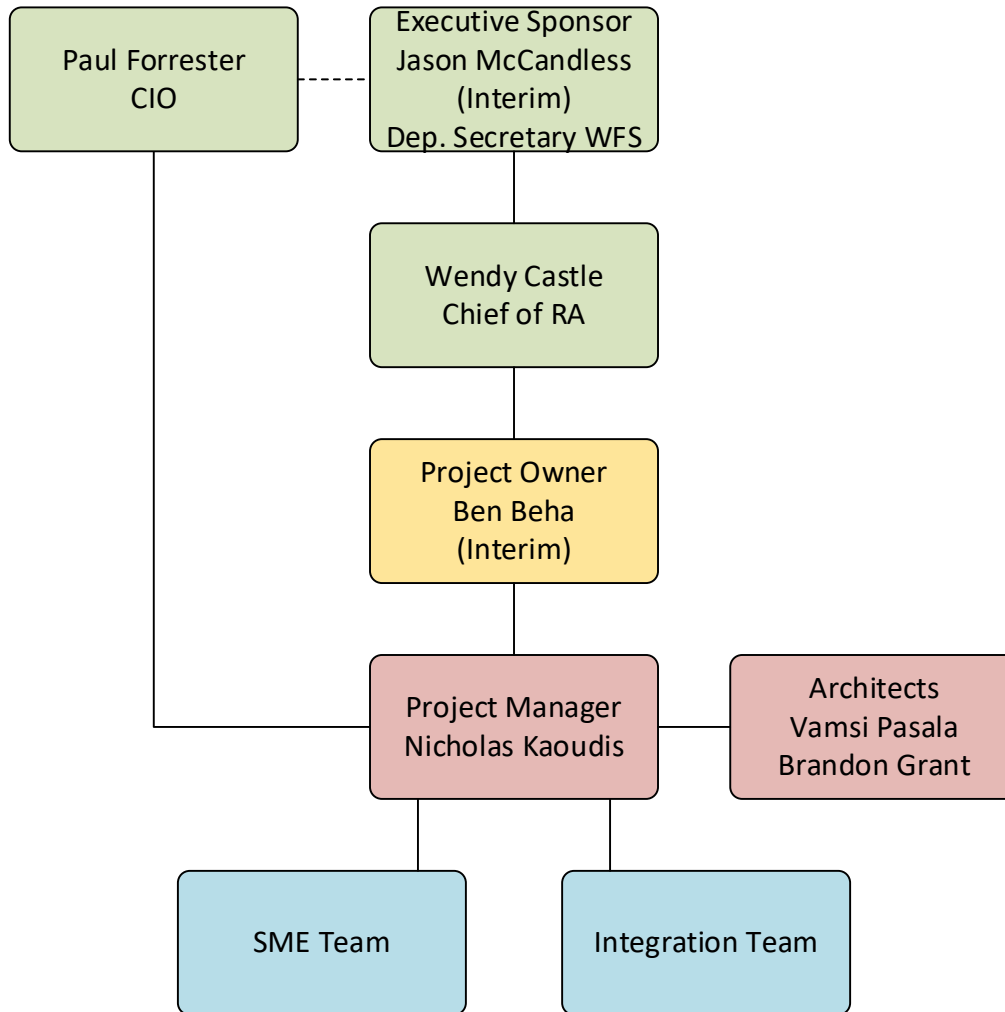 Paul Forrester
CIO
Executive Sponsor
Jason McCandless
(Interim)
Dep. Secretary WFS
Wendy Castle
Chief of RA
Project Owner
Ben Beha
(Interim)
Project Manager
Nicholas Kaoudis
Architects
Vamsi Pasala
Brandon Grant
SME Team
Integration Team